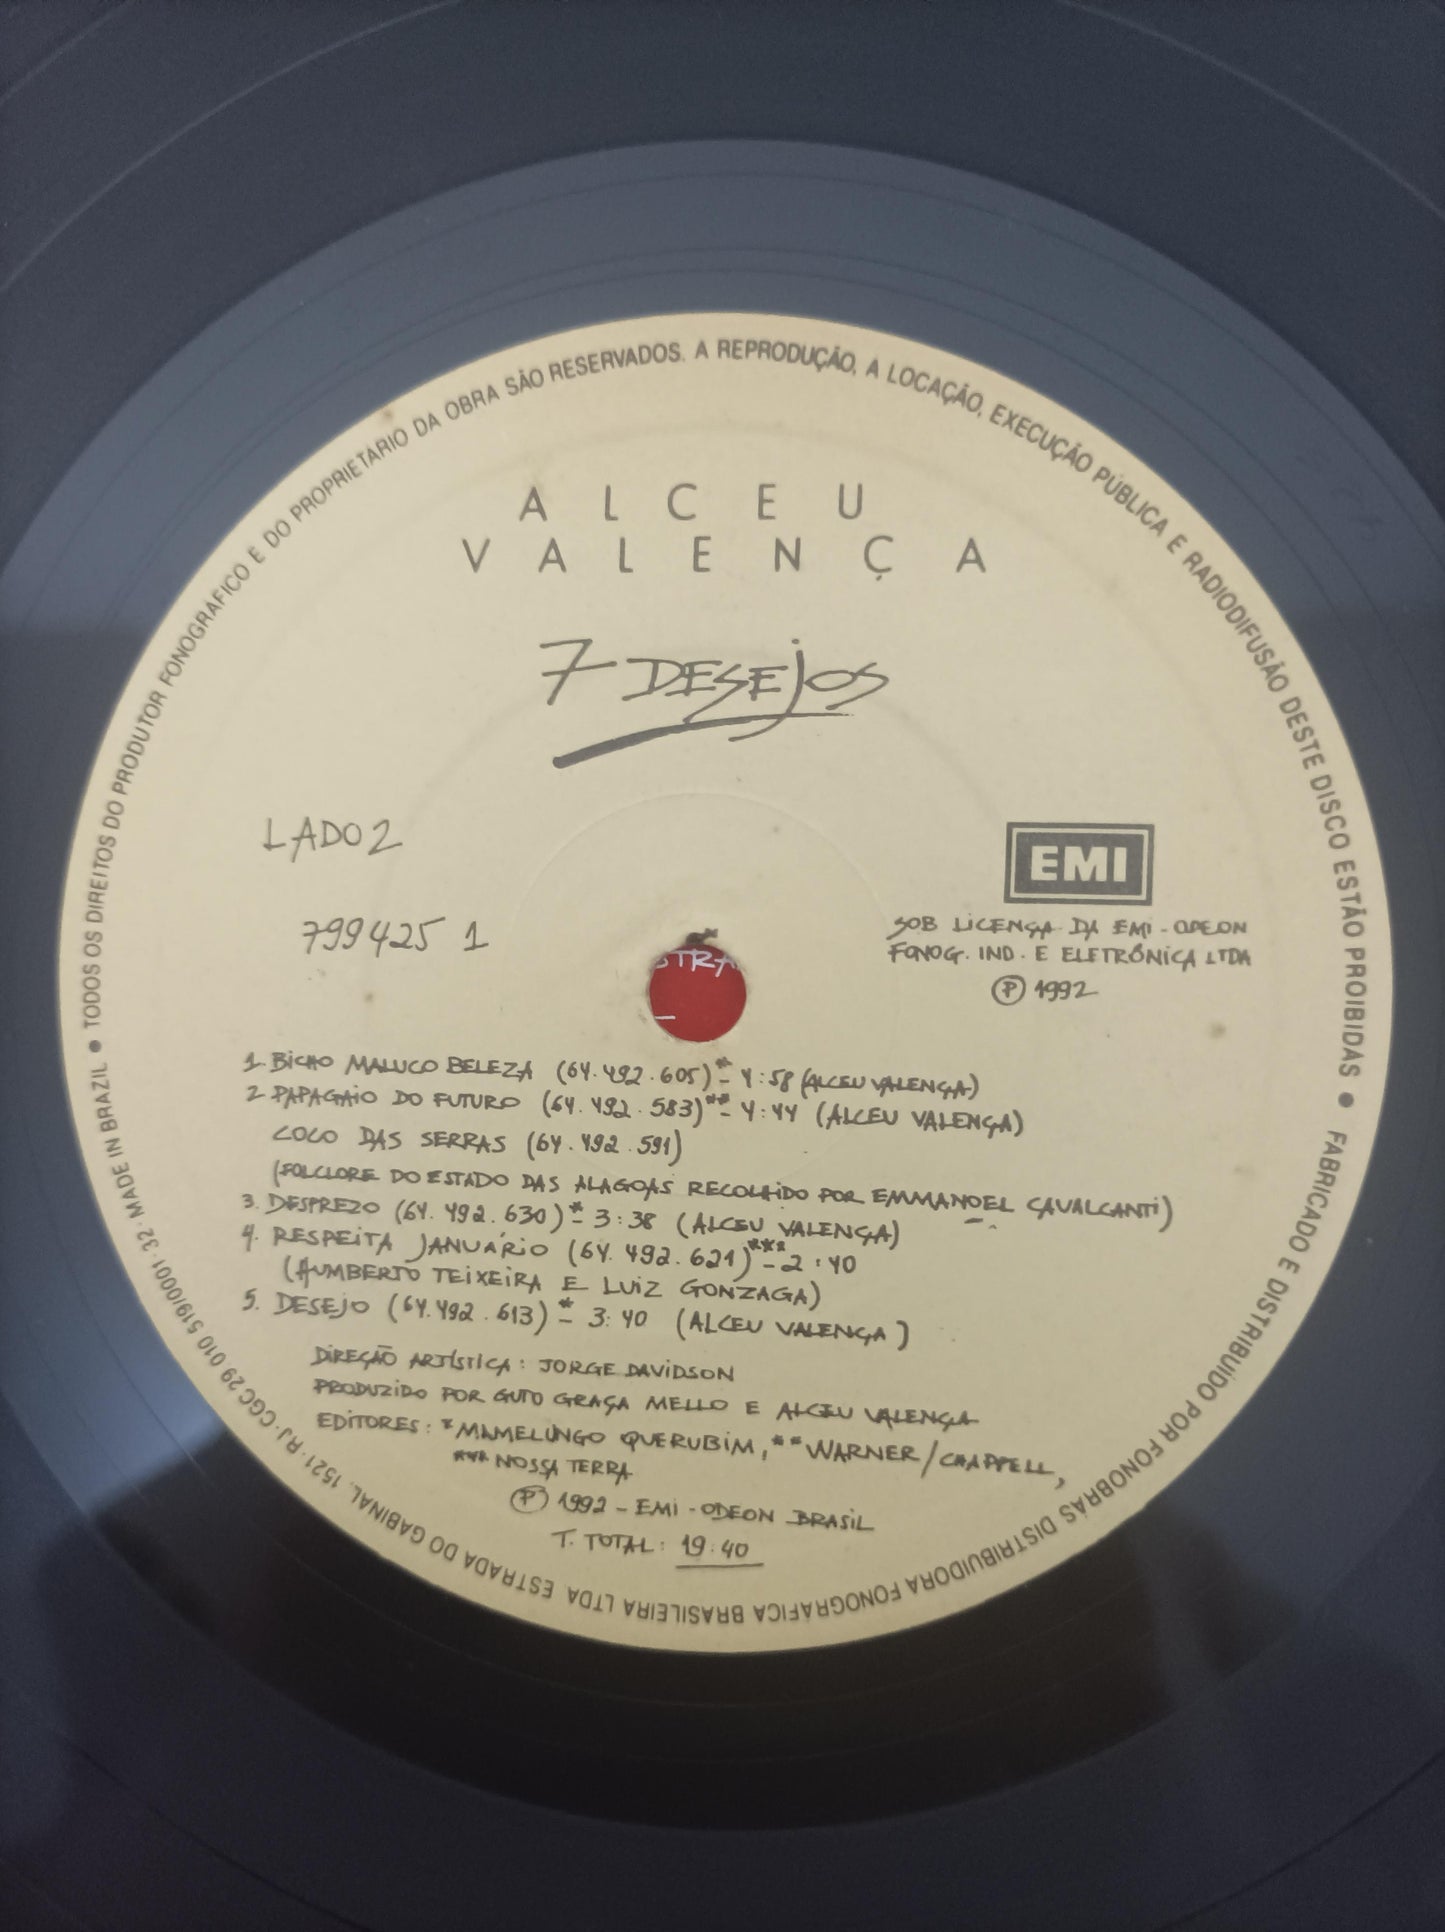 ALCEU
VALENÇA
7 DESEJOS
LADO 2
799425 1
EMI
SOB LICENÇA DA EMI-ODEON
FONOG. IND. E ELETRÔNICA LTDA
Ⓟ 1992
STRA
1. BICHO MALUCO BELEZA (64.492.605)* - 4:58 (ALCEU VALENÇA)
2 PAPAGAIO DO FUTURO (64.492.583)** - 4:44 (ALCEU VALENÇA)
COCO DAS SERRAS (64.492.591)
(FOLCLORE DO ESTADO DAS ALAGOAS RECOLHIDO POR EMMANOEL CAVALCANTI)
3. DESPREZO (64.492.630)* - 3:38 (ALCEU VALENÇA)
4. RESPEITA JANUÁRIO (64.492.621)*** - 2:40
(HUMBERTO TEIXEIRA E LUIZ GONZAGA)
5. DESEJO (64.492.613)* - 3:40 (ALCEU VALENÇA)
DIREÇÃO ARTÍSTICA: JORGE DAVIDSON
PRODUZIDO POR GUTO GRAÇA MELLO E ALCEU VALENÇA
EDITORES: *MAMELUNGO QUERUBIM, **WARNER/CHAPPELL,
***NOSSA TERRA
Ⓟ 1992 - EMI-ODEON BRASIL
T. TOTAL: 19:40
• TODOS OS DIREITOS DO PRODUTOR FONOGRÁFICO E DO PROPRIETÁRIO DA OBRA SÃO RESERVADOS. A REPRODUÇÃO, A LOCAÇÃO, EXECUÇÃO PÚBLICA E RADIODIFUSÃO DESTE DISCO ESTÃO PROIBIDAS • FABRICADO E DISTRIBUÍDO POR FONOBRÁS DISTRIBUIDORA FONOGRÁFICA BRASILEIRA LTDA. ESTRADA DO GABINAL, 1521 · RJ · CGC 29 010 519/0001·32· MADE IN BRAZIL